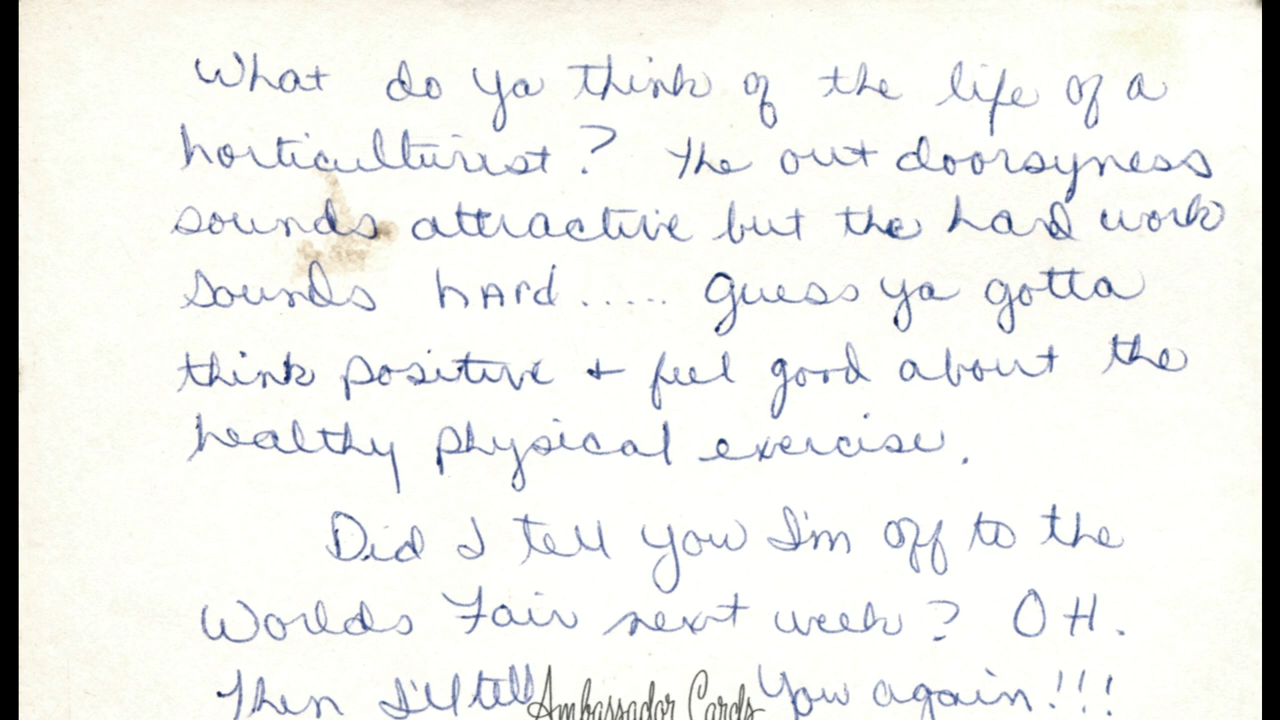 What do ya think of the life of a
horticulturist? The out doorsyness
sounds attractive but the hard work
sounds hARd..... Guess ya gotta
think positive + feel good about the
healthy physical exercise.
Did I tell you I'm off to the
Worlds Fair next week? OH.
Then I'll tell Ambassador Cards You again!!!